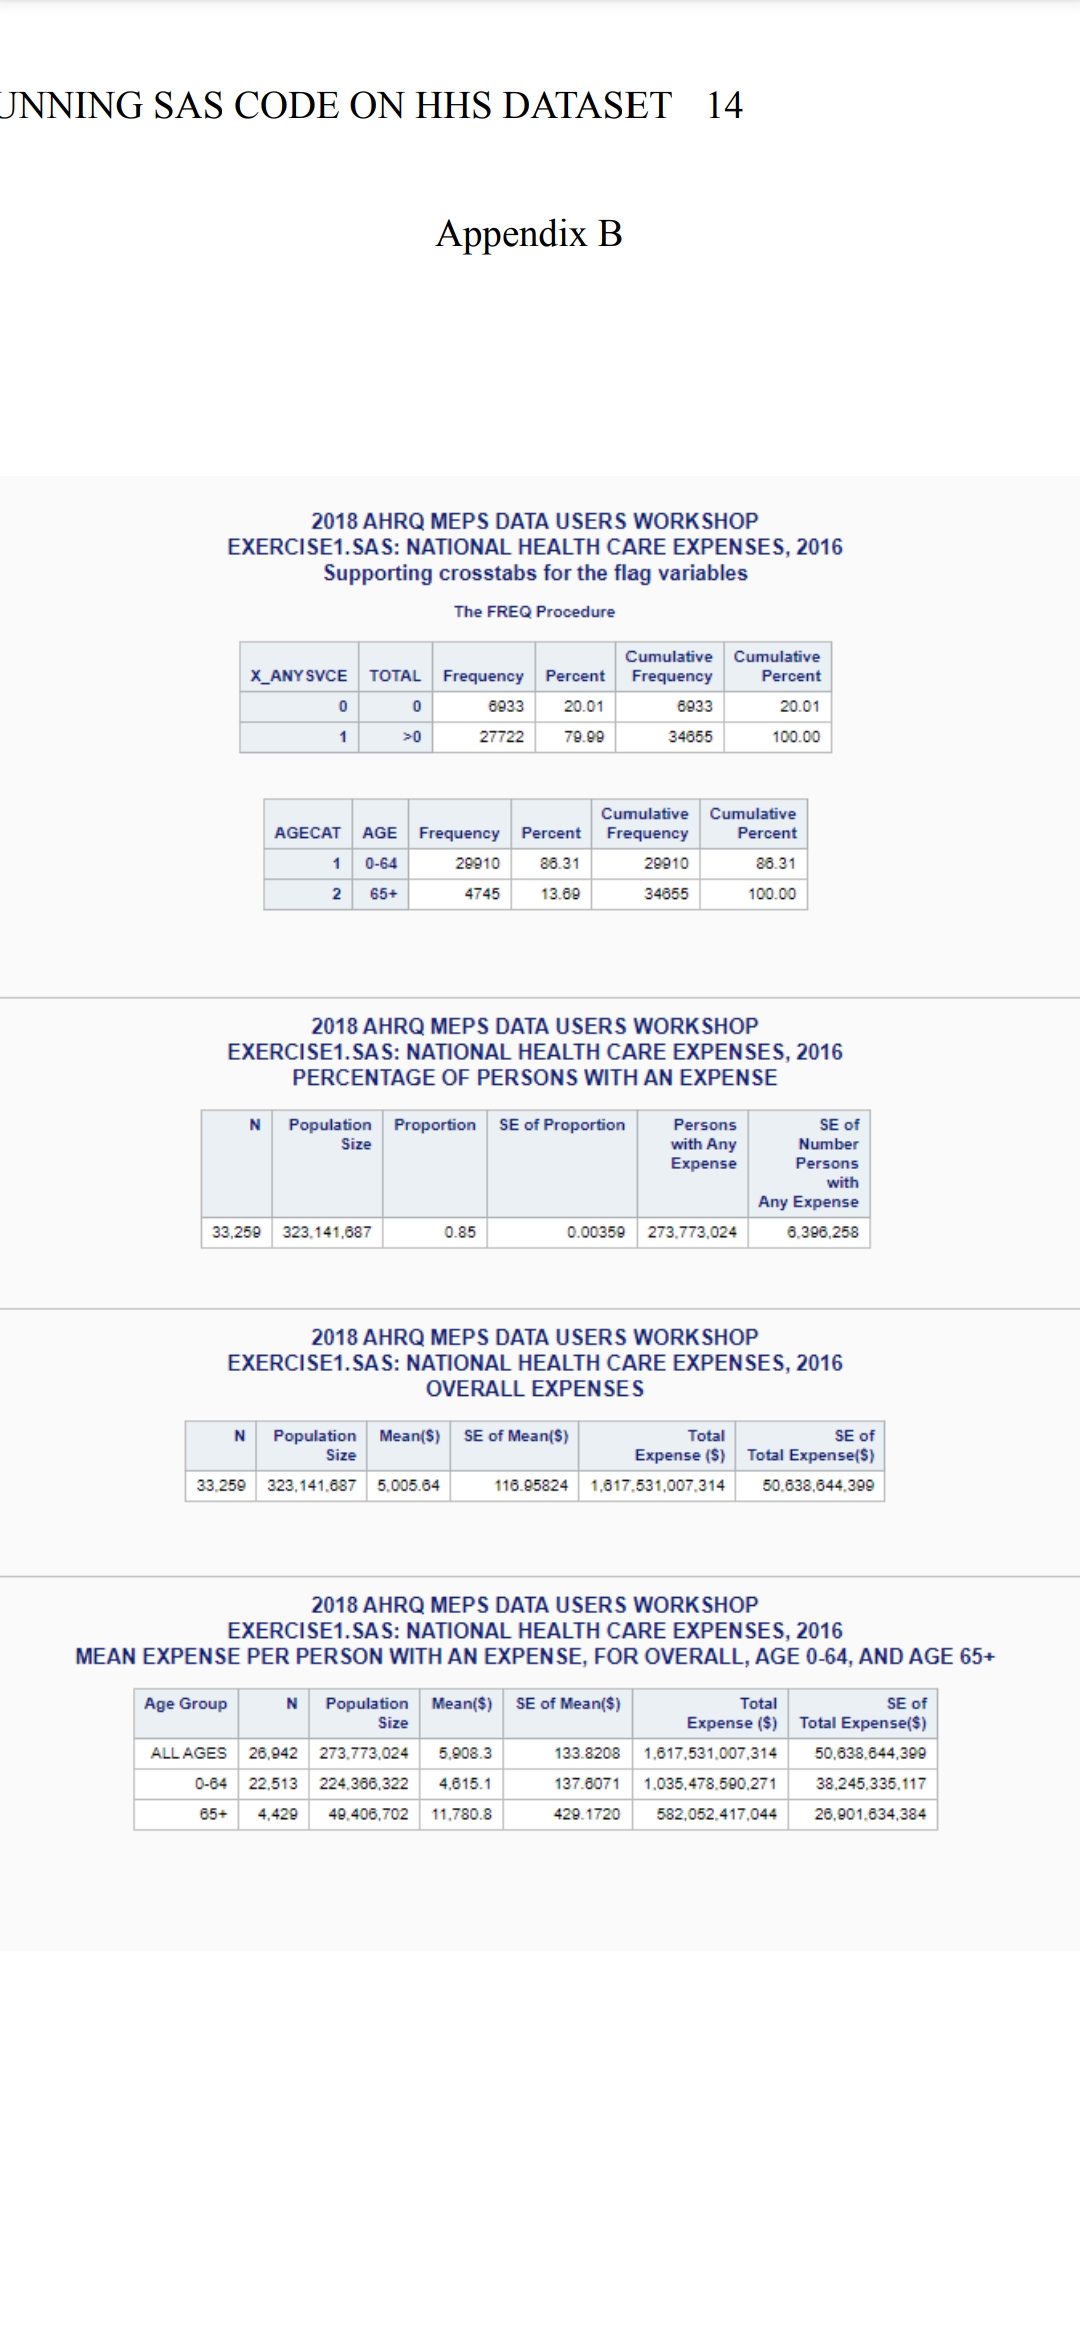 UNNING SAS CODE ON HHS DATASET 14
Appendix B
2018 AHRQ MEPS DATA USERS WORKSHOP
EXERCISE1.SAS: NATIONAL HEALTH CARE EXPENSES, 2016
Supporting crosstabs for the flag variables
The FREQ Procedure
X_ANYSVCE TOTAL Frequency Percent Cumulative Frequency Cumulative Percent
0 0 6933 20.01 6933 20.01
1 >0 27722 79.99 34655 100.00
AGECAT AGE Frequency Percent Cumulative Frequency Cumulative Percent
1 0-64 29910 86.31 29910 86.31
2 65+ 4745 13.69 34655 100.00
2018 AHRQ MEPS DATA USERS WORKSHOP
EXERCISE1.SAS: NATIONAL HEALTH CARE EXPENSES, 2016
PERCENTAGE OF PERSONS WITH AN EXPENSE
N Population Size Proportion SE of Proportion Persons with Any Expense SE of Number Persons with Any Expense
33,259 323,141,687 0.85 0.00359 273,773,024 6,396,258
2018 AHRQ MEPS DATA USERS WORKSHOP
EXERCISE1.SAS: NATIONAL HEALTH CARE EXPENSES, 2016
OVERALL EXPENSES
N Population Size Mean($) SE of Mean($) Total Expense ($) SE of Total Expense($)
33,259 323,141,687 5,005.64 116.95824 1,617,531,007,314 50,638,644,399
2018 AHRQ MEPS DATA USERS WORKSHOP
EXERCISE1.SAS: NATIONAL HEALTH CARE EXPENSES, 2016
MEAN EXPENSE PER PERSON WITH AN EXPENSE, FOR OVERALL, AGE 0-64, AND AGE 65+
Age Group N Population Size Mean($) SE of Mean($) Total Expense ($) SE of Total Expense($)
ALL AGES 26,942 273,773,024 5,908.3 133.8208 1,617,531,007,314 50,638,644,399
0-64 22,513 224,366,322 4,615.1 137.6071 1,035,478,590,271 38,245,335,117
65+ 4,429 49,406,702 11,780.8 429.1720 582,052,417,044 26,901,634,384